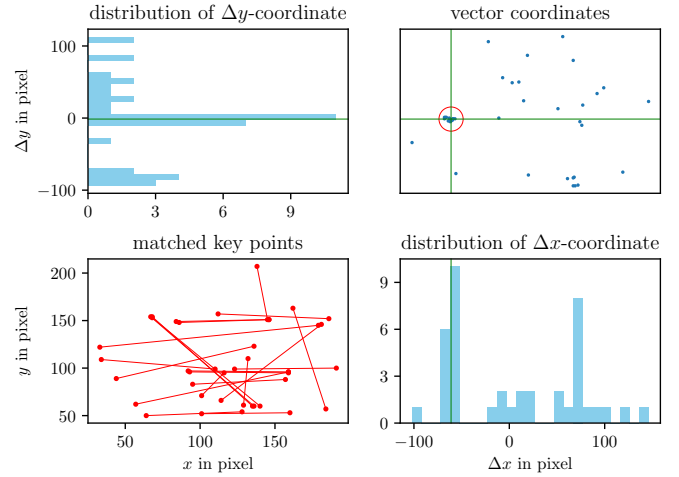 distribution of Δy-coordinate
vector coordinates
100
0
−100
Δy in pixel
0
3
6
9
matched key points
distribution of Δx-coordinate
200
150
100
50
y in pixel
50
100
150
x in pixel
9
6
3
0
−100
0
100
Δx in pixel